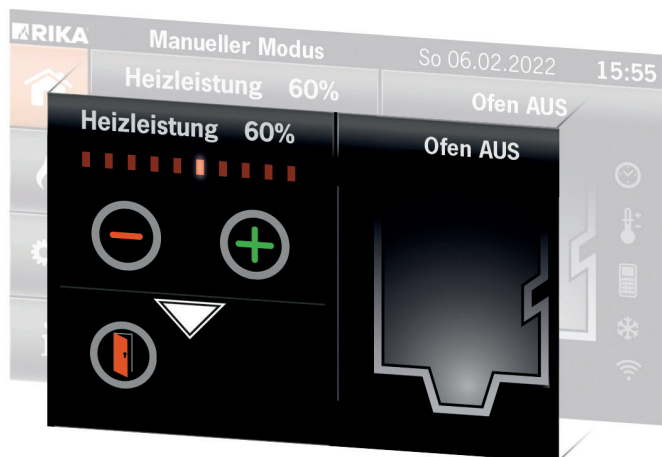 RIKA
Manueller Modus
So 06.02.2022
15:55
Heizleistung 60%
Ofen AUS
Heizleistung 60%
Ofen AUS